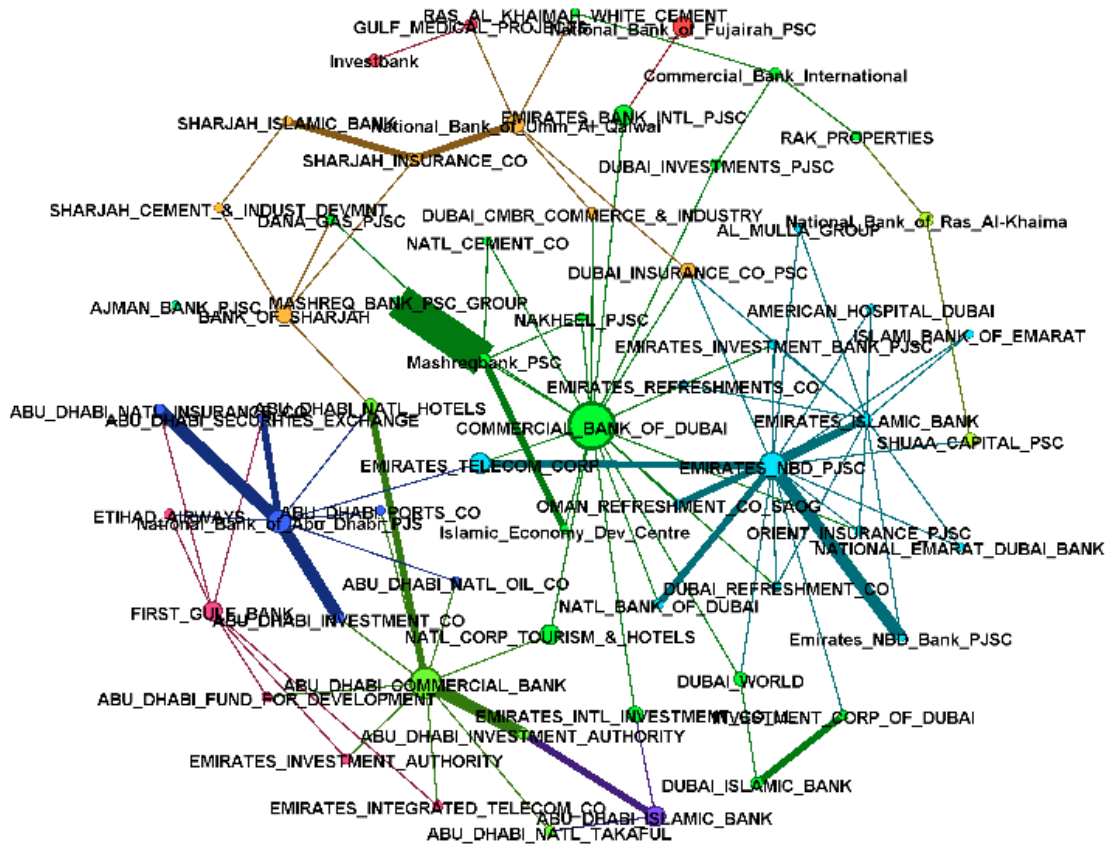 RAS_AL_KHAIMAH_WHITE_CEMENT
GULF_MEDICAL_PROJECTS
National_Bank_of_Fujairah_PSC
Investbank
Commercial_Bank_International
EMIRATES_BANK_INTL_PJSC
SHARJAH_ISLAMIC_BANK
National_Bank_of_Umm_Al_Qaiwai
RAK_PROPERTIES
SHARJAH_INSURANCE_CO
DUBAI_INVESTMENTS_PJSC
SHARJAH_CEMENT_&_INDUST_DEVMNT
DANA_GAS_PJSC
DUBAI_CMBR_COMMERCE_&_INDUSTRY
National_Bank_of_Ras_Al-Khaima
AL_MULLA_GROUP
NATL_CEMENT_CO
DUBAI_INSURANCE_CO_PSC
AJMAN_BANK_PJSC
MASHREQ_BANK_PSC_GROUP
BANK_OF_SHARJAH
AMERICAN_HOSPITAL_DUBAI
NAKHEEL_PJSC
ISLAMI_BANK_OF_EMARAT
EMIRATES_INVESTMENT_BANK_PJSC
Mashreqbank_PSC
EMIRATES_REFRESHMENTS_CO
ABU_DHABI_NATL_INSURANCE_CO
ABU_DHABI_NATL_HOTELS
ABU_DHABI_SECURITIES_EXCHANGE
EMIRATES_ISLAMIC_BANK
COMMERCIAL_BANK_OF_DUBAI
SHUAA_CAPITAL_PSC
EMIRATES_TELECOM_CORP
EMIRATES_NBD_PJSC
OMAN_REFRESHMENT_CO_SAOG
ABU_DHABI_PORTS_CO
ETIHAD_AIRWAYS
National_Bank_of_Abu_Dhabi_PJS
Islamic_Economy_Dev_Centre
ORIENT_INSURANCE_PJSC
NATIONAL_EMARAT_DUBAI_BANK
ABU_DHABI_NATL_OIL_CO
DUBAI_REFRESHMENT_CO
NATL_BANK_OF_DUBAI
FIRST_GULF_BANK
ABU_DHABI_INVESTMENT_CO
NATL_CORP_TOURISM_&_HOTELS
Emirates_NBD_Bank_PJSC
ABU_DHABI_COMMERCIAL_BANK
DUBAI_WORLD
ABU_DHABI_FUND_FOR_DEVELOPMENT
EMIRATES_INTL_INVESTMENT_CO
INVESTMENT_CORP_OF_DUBAI
ABU_DHABI_INVESTMENT_AUTHORITY
EMIRATES_INVESTMENT_AUTHORITY
DUBAI_ISLAMIC_BANK
EMIRATES_INTEGRATED_TELECOM_CO
ABU_DHABI_ISLAMIC_BANK
ABU_DHABI_NATL_TAKAFUL